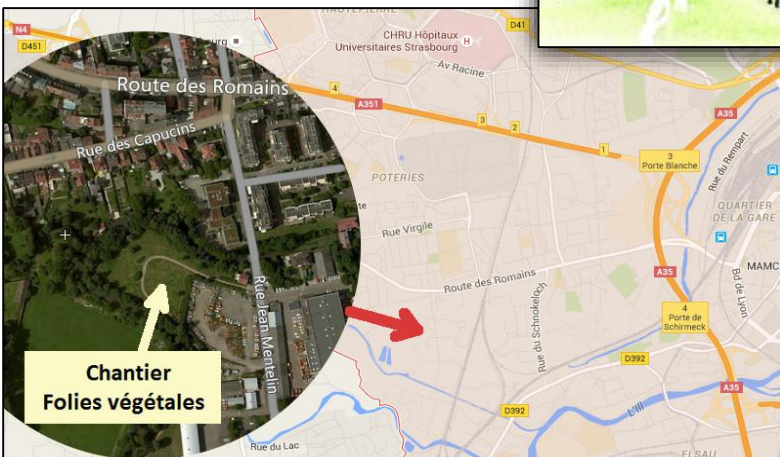 HAUTEPIERRE
N4
D451
D41
CHRU Hôpitaux
Universitaires Strasbourg
H
Av Racine
4
A351
3
2
1
A35
3
Porte Blanche
Rue du Rempart
QUARTIER
DE LA GARE
POTERIES
Rue Virgile
Route des Romains
Rue du Schnokeloch
A35
MAMC
Bd de Lyon
4
Porte de
Schirmeck
D392
D392
A35
L'Ill
ELSAU
Rue du Lac
Route des Romains
Rue des Capucins
Rue Jean Mentelin
Chantier
Folies végétales